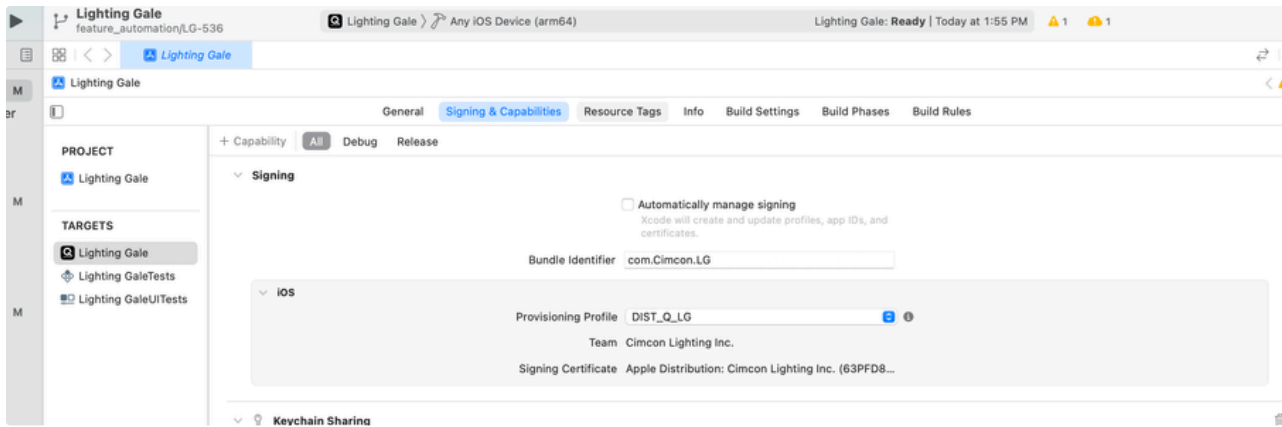 Lighting Gale
feature_automation/LG-536
Lighting Gale 〉 Any iOS Device (arm64)
Lighting Gale: Ready | Today at 1:55 PM
1
1
Lighting Gale
M
Lighting Gale
er
General Signing & Capabilities Resource Tags Info Build Settings Build Phases Build Rules
+ Capability All Debug Release
PROJECT
Lighting Gale
M
TARGETS
Lighting Gale
Lighting GaleTests
Lighting GaleUITests
M
Signing
Automatically manage signing
Xcode will create and update profiles, app IDs, and
certificates.
Bundle Identifier com.Cimcon.LG
iOS
Provisioning Profile DIST_Q_LG
Team Cimcon Lighting Inc.
Signing Certificate Apple Distribution: Cimcon Lighting Inc. (63PFD8...
Keychain Sharing